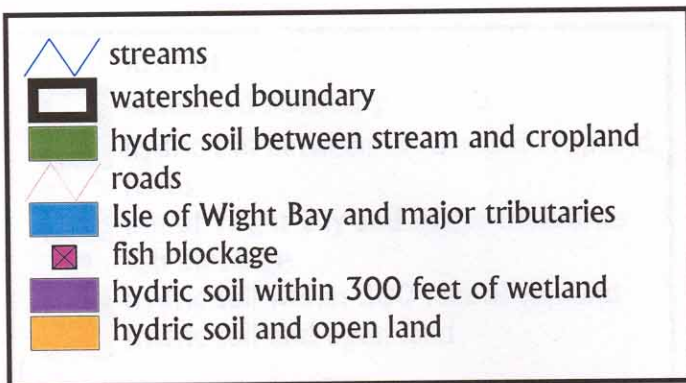 streams
watershed boundary
hydric soil between stream and cropland
roads
Isle of Wight Bay and major tributaries
fish blockage
hydric soil within 300 feet of wetland
hydric soil and open land